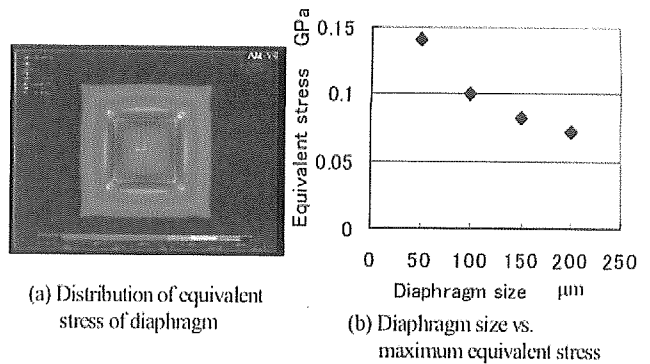 0.15
0.1
0.05
0
0 50 100 150 200 250
Equivalent stress GPa
Diaphragm size μm
(a) Distribution of equivalent
stress of diaphragm
(b) Diaphragm size vs.
maximum equivalent stress